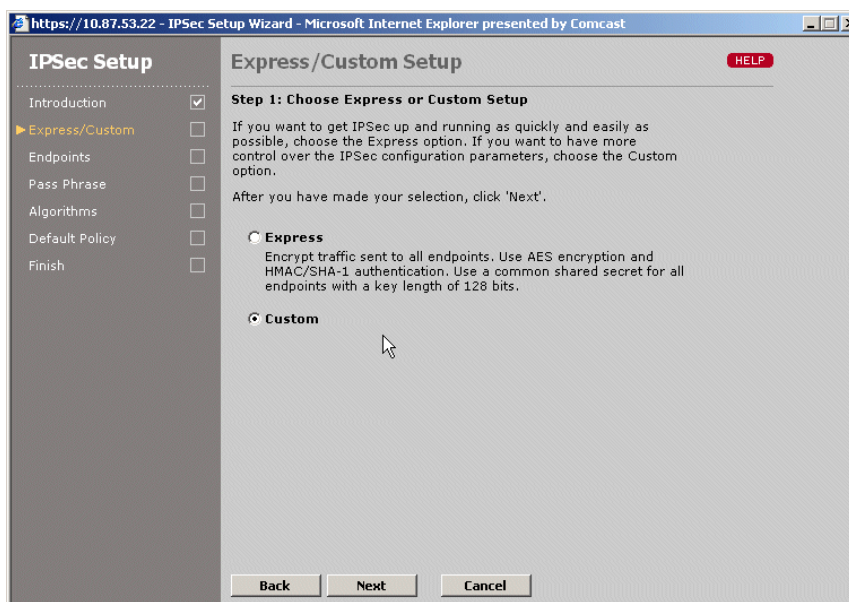 https://10.87.53.22 - IPSec Setup Wizard - Microsoft Internet Explorer presented by Comcast
IPSec Setup
Introduction
Express/Custom
Endpoints
Pass Phrase
Algorithms
Default Policy
Finish
Express/Custom Setup
HELP
Step 1: Choose Express or Custom Setup
If you want to get IPSec up and running as quickly and easily as
possible, choose the Express option. If you want to have more
control over the IPSec configuration parameters, choose the Custom
option.
After you have made your selection, click 'Next'.
Express
Encrypt traffic sent to all endpoints. Use AES encryption and
HMAC/SHA-1 authentication. Use a common shared secret for all
endpoints with a key length of 128 bits.
Custom
Back
Next
Cancel